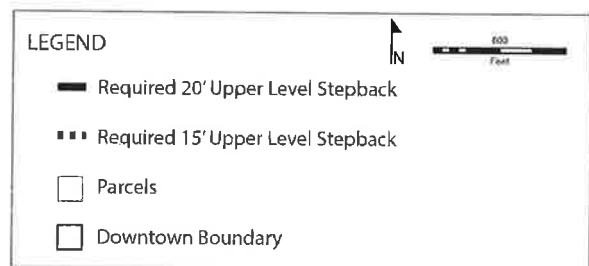 LEGEND
N
Feet
Required 20' Upper Level Stepback
Required 15' Upper Level Stepback
Parcels
Downtown Boundary